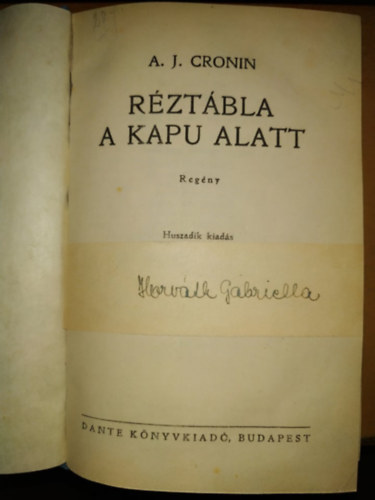 A. J. CRONIN
RÉZTÁBLA
A KAPU ALATT
Regény
Huszadik kiadás
Horváth Gabriella
DANTE KÖNYVKIADÓ, BUDAPEST